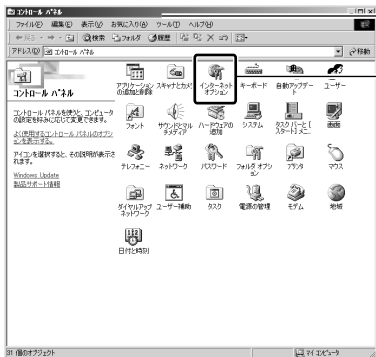 コントロール パネル
ファイル(F) 編集(E) 表示(V) お気に入り(A) ツール(T) ヘルプ(H)
戻る 検索 フォルダ 履歴
アドレス(D) コントロール パネル 移動
コントロール パネル
コントロール パネルを使うと、コンピュータの設定を好みに応じて変更できます。
よく使用するコントロール パネルのオプションを表示する。
アイコンを選択すると、その説明が表示されます。
Windows Update
製品サポート情報
アプリケーションの追加と削除 スキャナとカメラ インターネット オプション キーボード 自動アップデート ユーザー
フォント サウンドとマルチメディア ハードウェアの追加 システム タスク バーと [スタート] メニ... 画面
テレフォニー ネットワーク パスワード フォルダ オプション プリンタ マウス
ダイヤルアップ ネットワーク ユーザー補助 タスク 電源の管理 モデム 地域
日付と時刻
31 個のオブジェクト マイ コンピュータ